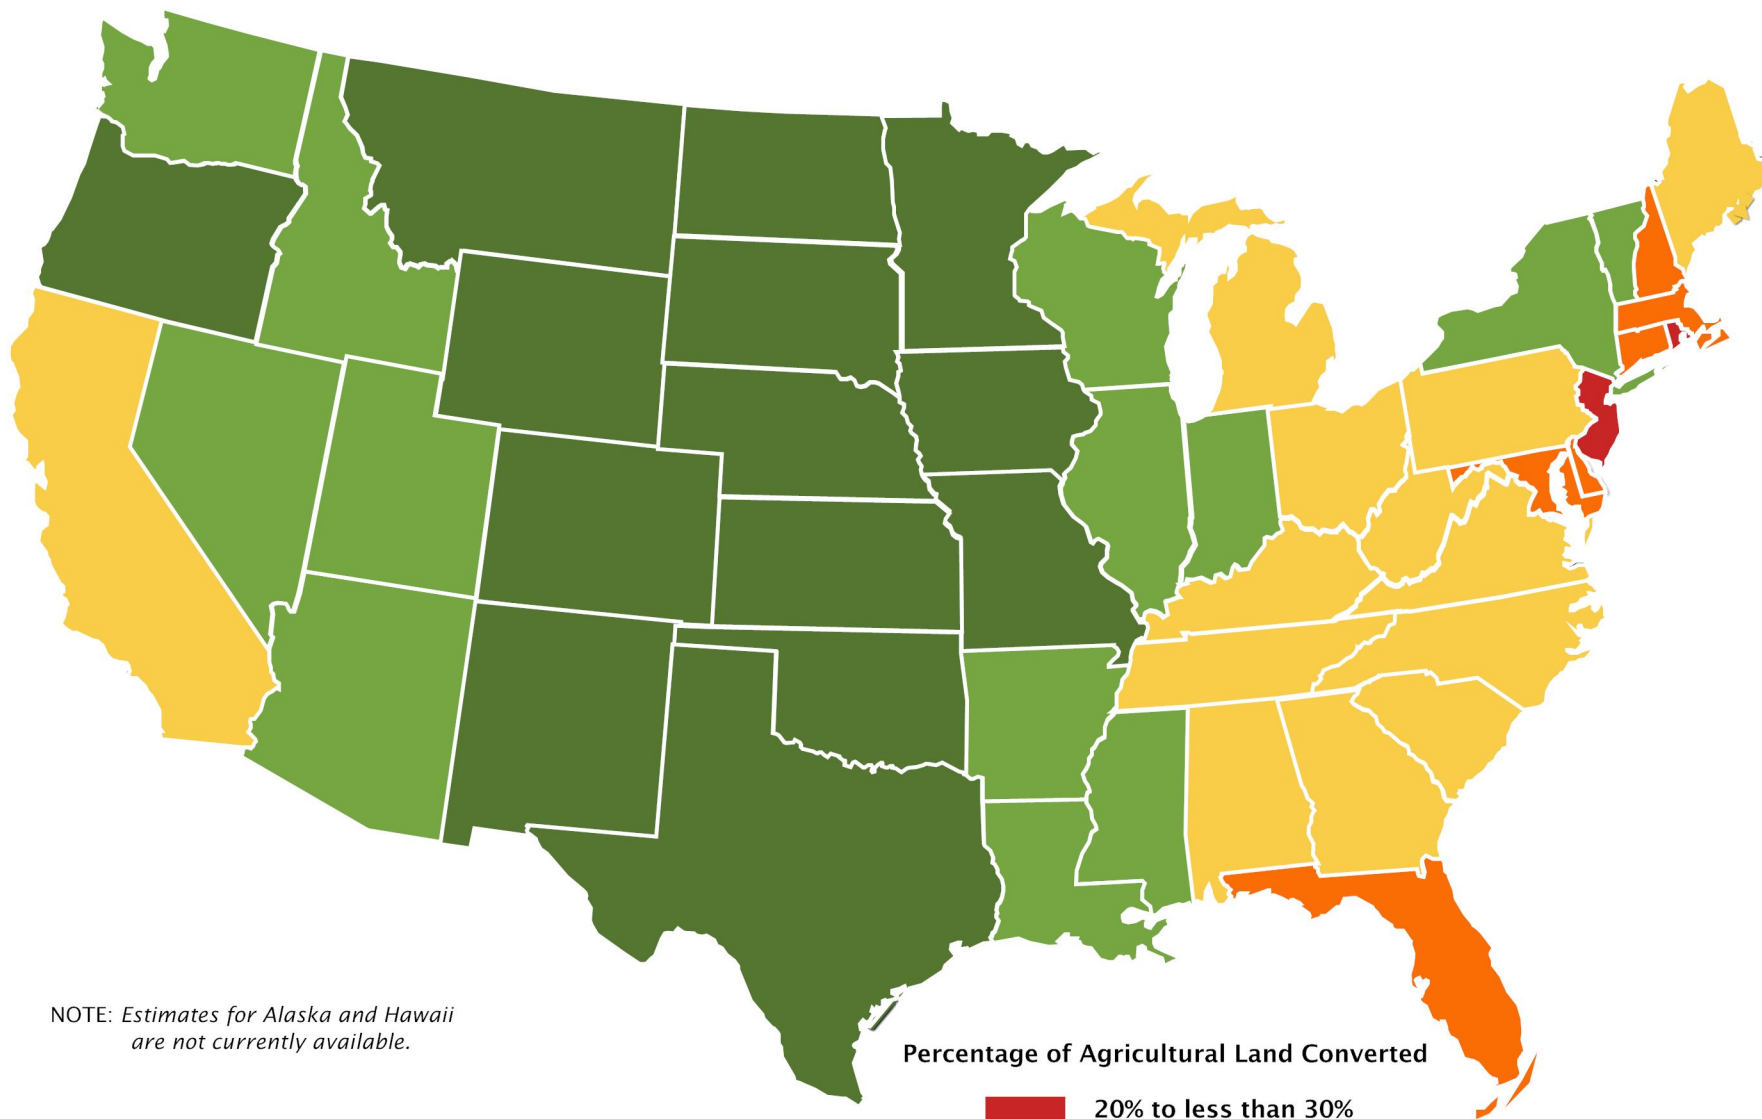 NOTE: Estimates for Alaska and Hawaii
are not currently available.
Percentage of Agricultural Land Converted
20% to less than 30%